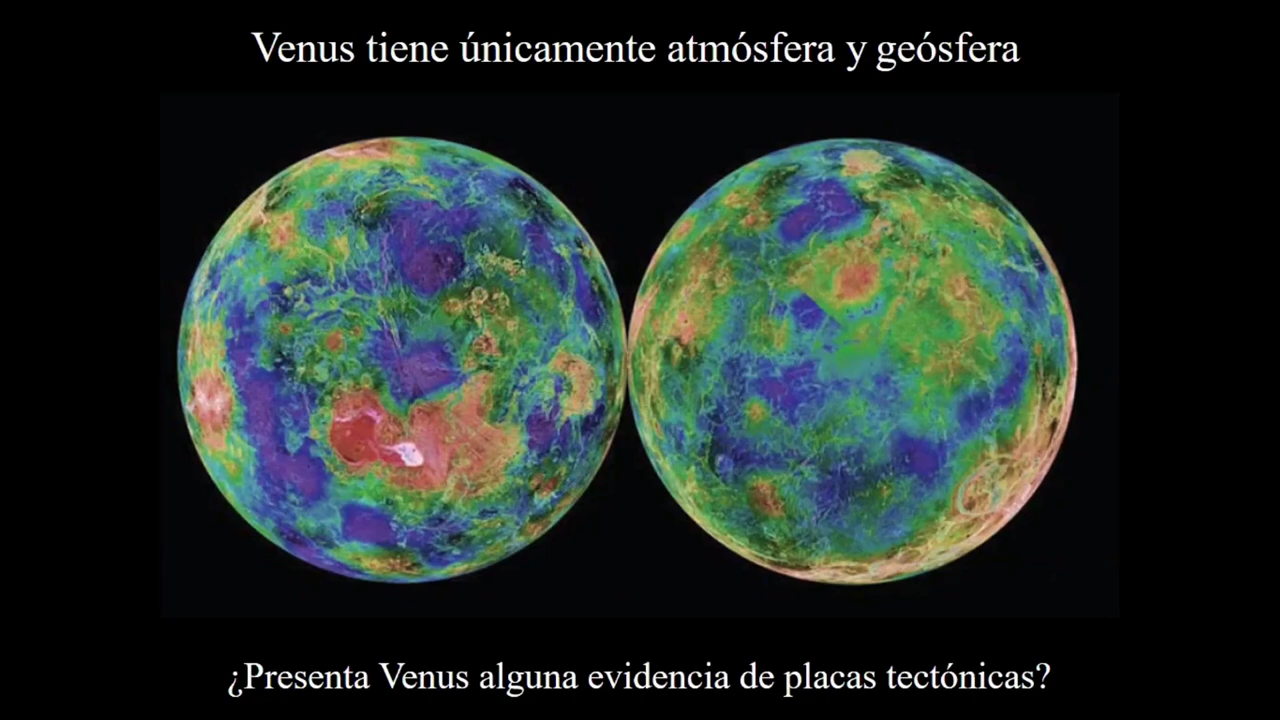 Venus tiene únicamente atmósfera y geósfera
¿Presenta Venus alguna evidencia de placas tectónicas?